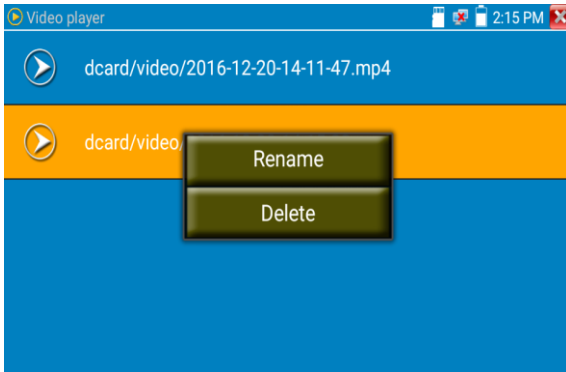 Video player
2:15 PM
dcard/video/2016-12-20-14-11-47.mp4
dcard/video/
Rename
Delete